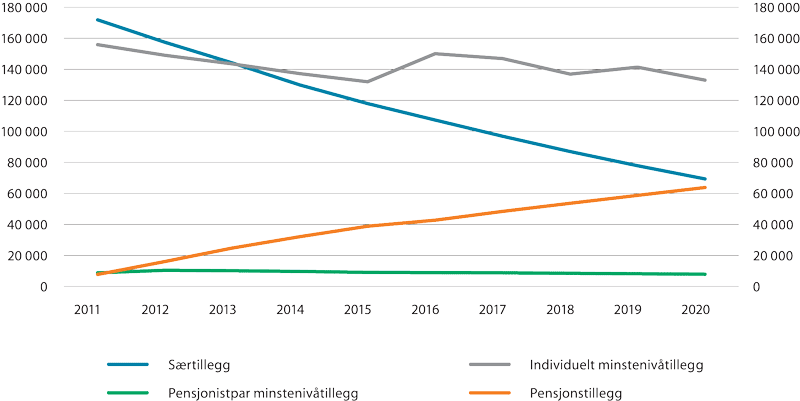 180 000 180 000
160 000 160 000
140 000 140 000
120 000 120 000
100 000 100 000
80 000 80 000
60 000 60 000
40 000 40 000
20 000 20 000
0 0
2011 2012 2013 2014 2015 2016 2017 2018 2019 2020
Særtillegg Individuelt minstenivåtillegg
Pensjonistpar minstenivåtillegg Pensjonstillegg